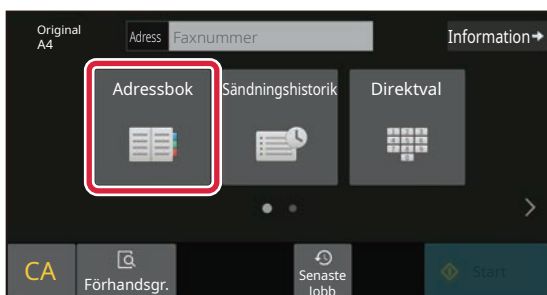 Original
A4
Adress
Faxnummer
Information
Adressbok
Sändningshistorik
Direktval
CA
Förhandsgr.
Senaste
Jobb
Start